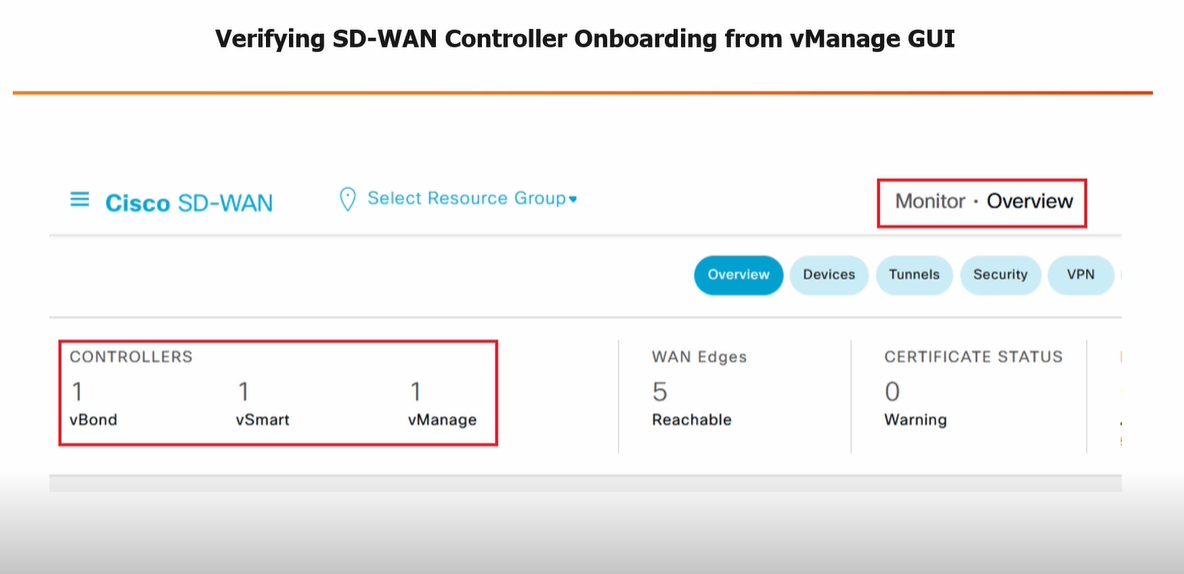 Verifying SD-WAN Controller Onboarding from vManage GUI
Cisco SD-WAN
Select Resource Group
Monitor · Overview
Overview
Devices
Tunnels
Security
VPN
CONTROLLERS
1
vBond
1
vSmart
1
vManage
WAN Edges
5
Reachable
CERTIFICATE STATUS
0
Warning